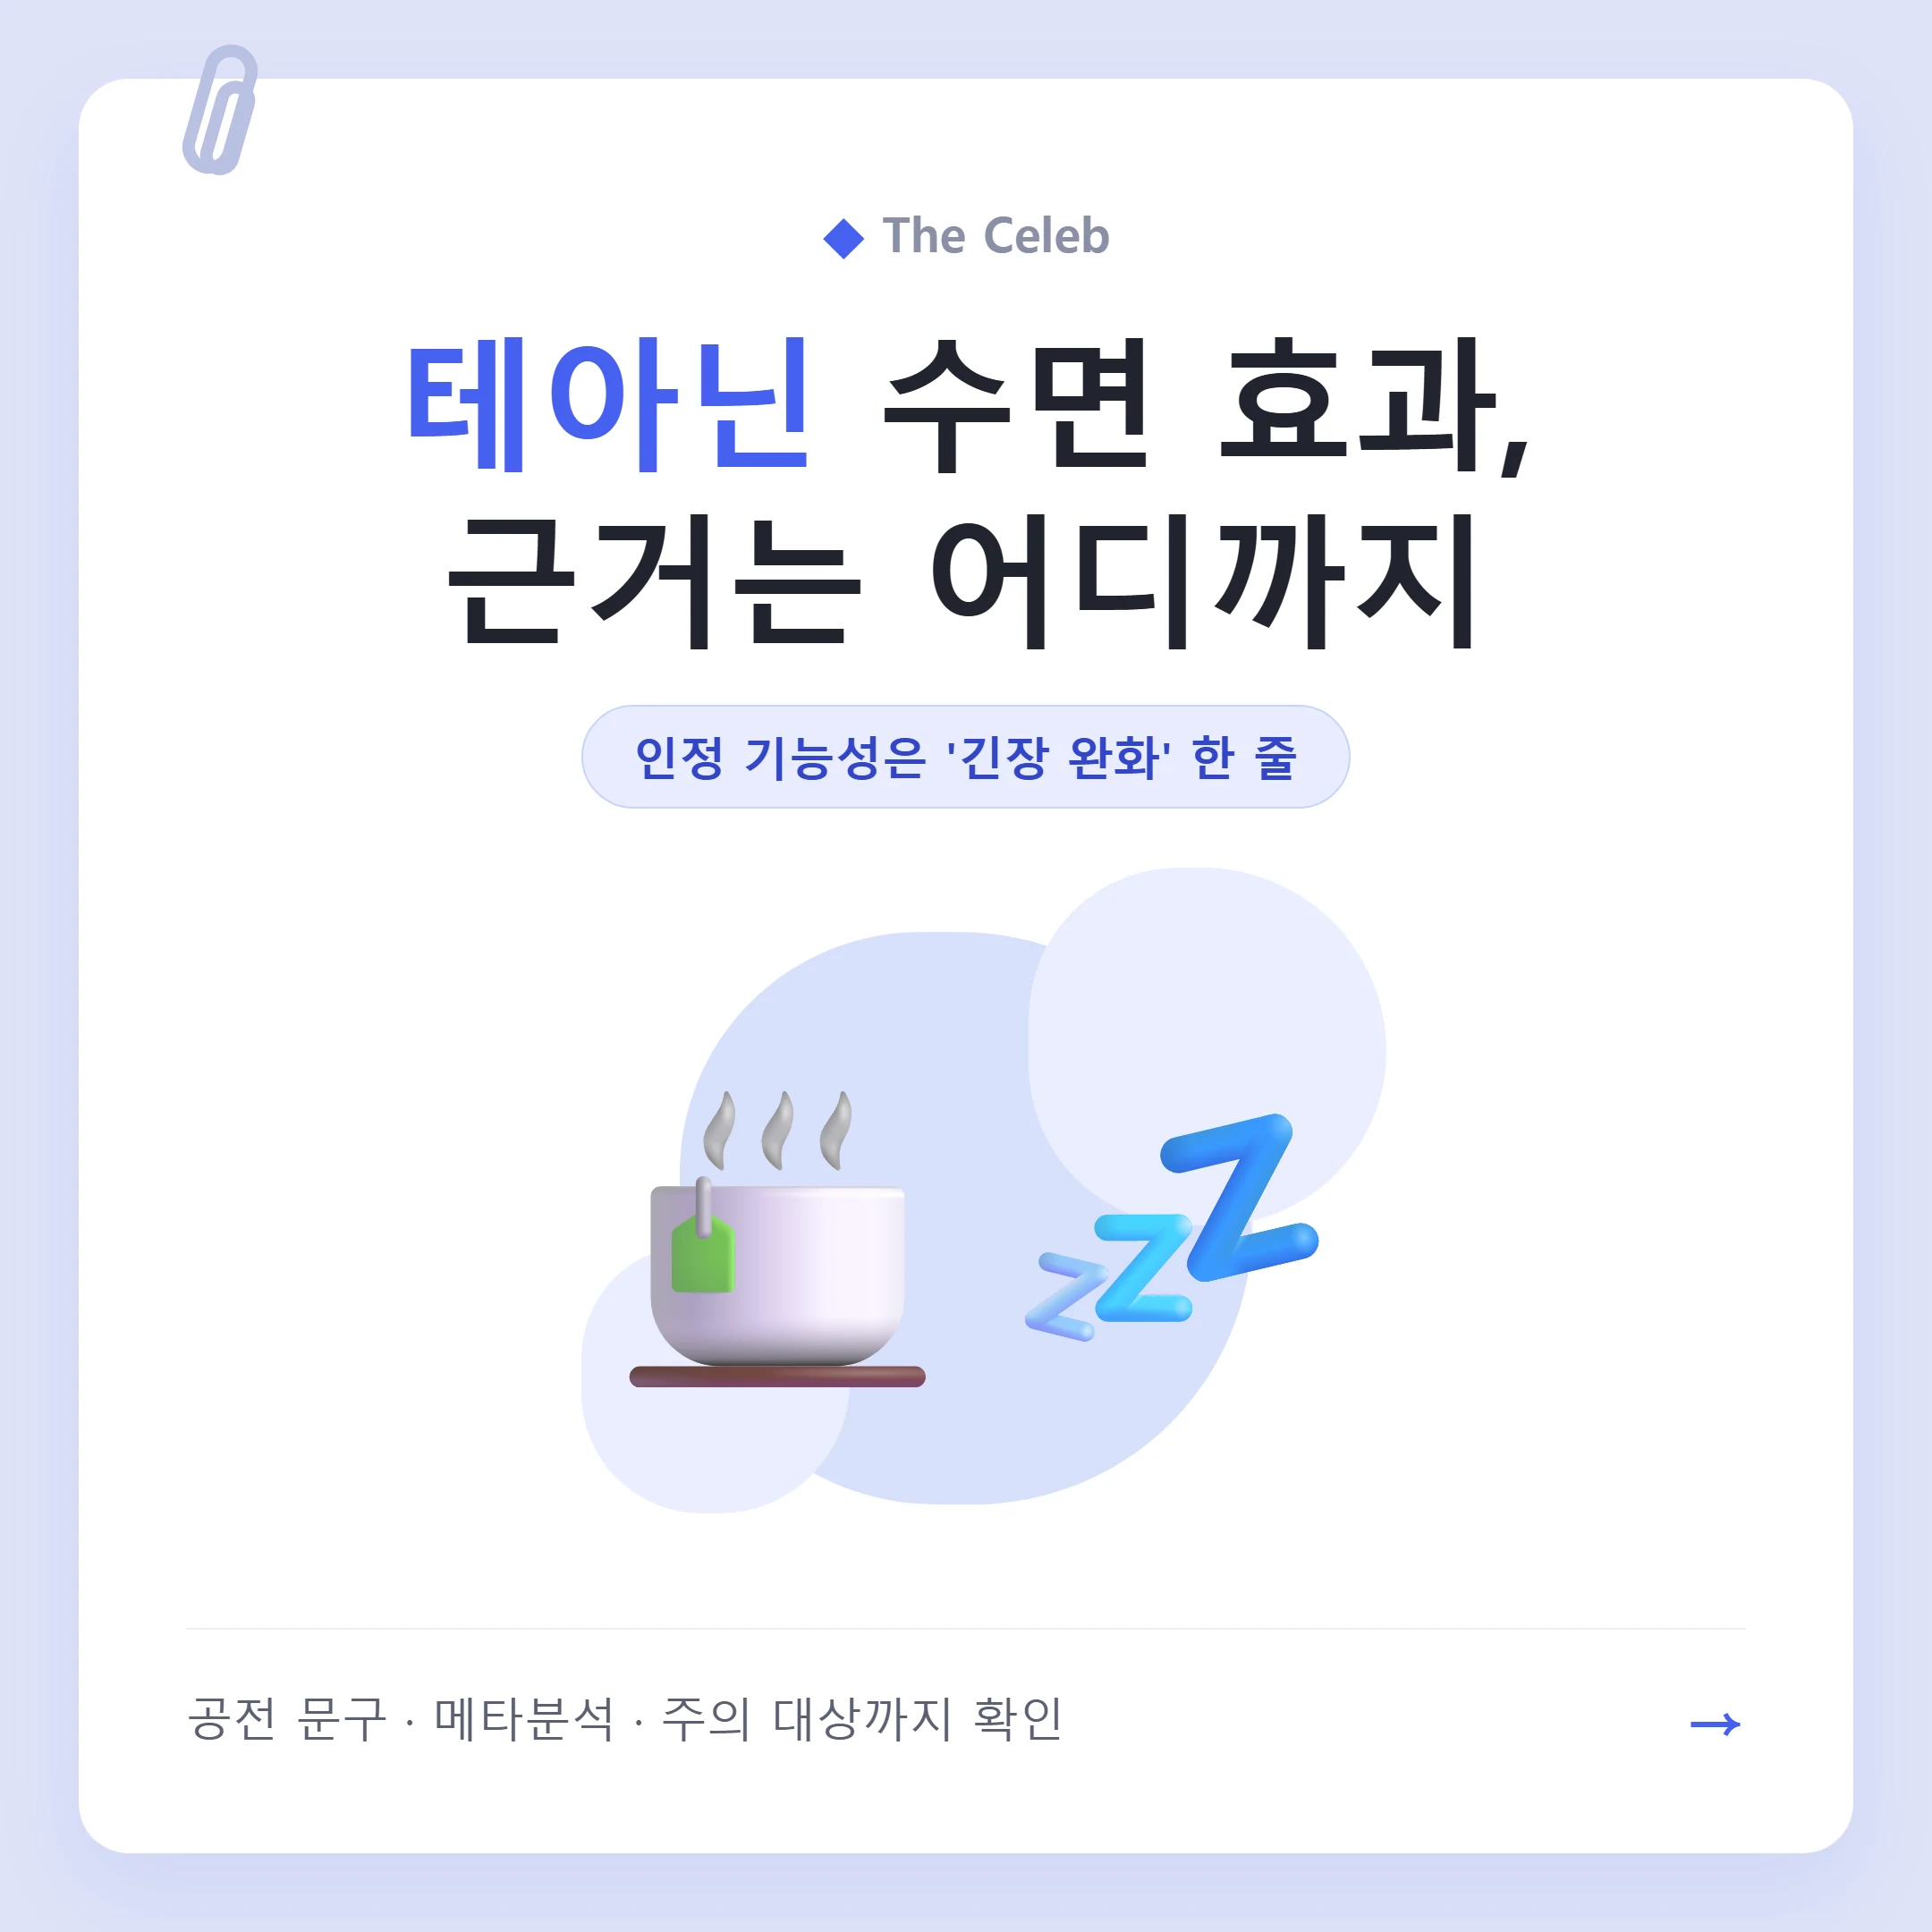 The Celeb
테아닌 수면 효과,
근거는 어디까지
인정 기능성은 '긴장 완화' 한 줄
공전 문구 · 메타분석 · 주의 대상까지 확인 →